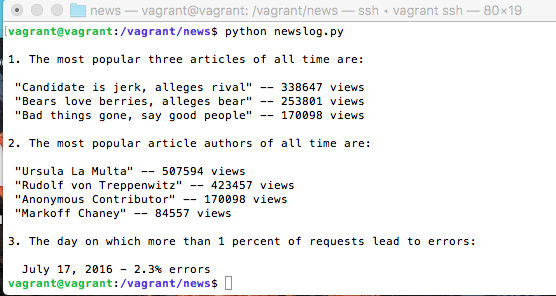 news — vagrant@vagrant: /vagrant/news — ssh ◂ vagrant ssh — 80×19
vagrant@vagrant:/vagrant/news$ python newslog.py
1. The most popular three articles of all time are:
"Candidate is jerk, alleges rival" -- 338647 views
"Bears love berries, alleges bear" -- 253801 views
"Bad things gone, say good people" -- 170098 views
2. The most popular article authors of all time are:
"Ursula La Multa" -- 507594 views
"Rudolf von Treppenwitz" -- 423457 views
"Anonymous Contributor" -- 170098 views
"Markoff Chaney" -- 84557 views
3. The day on which more than 1 percent of requests lead to errors:
July 17, 2016 - 2.3% errors
vagrant@vagrant:/vagrant/news$